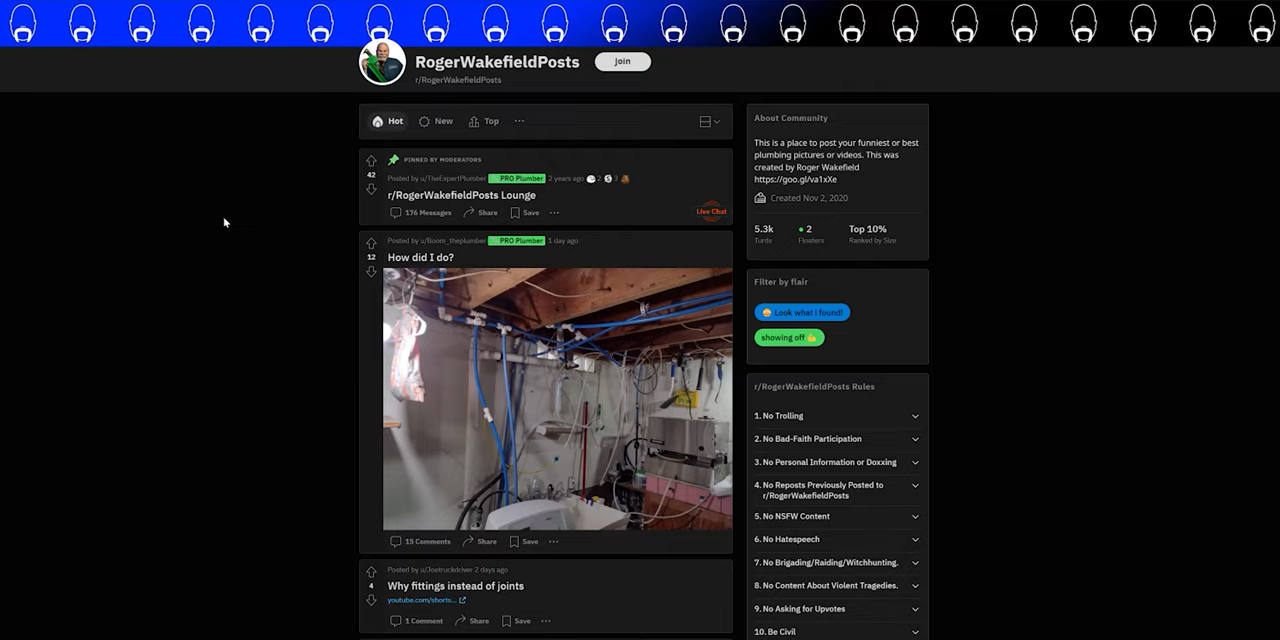 RogerWakefieldPosts
Join
r/RogerWakefieldPosts
Hot
New
Top
PINNED BY MODERATORS
42
Posted by u/TheExpertPlumber PRO Plumber 2 years ago 2 3
r/RogerWakefieldPosts Lounge
176 Messages Share Save
Live Chat
Posted by u/Boom_theplumber PRO Plumber 1 day ago
12
How did I do?
15 Comments Share Save
Posted by u/Joetruckdriver 2 days ago
4
Why fittings instead of joints
youtube.com/shorts...
1 Comment Share Save
About Community
This is a place to post your funniest or best
plumbing pictures or videos. This was
created by Roger Wakefield
https://goo.gl/va1xXe
Created Nov 2, 2020
5.3k 2 Top 10%
Turds Floaters Ranked by Size
Filter by flair
Look what i found!
showing off
r/RogerWakefieldPosts Rules
1. No Trolling
2. No Bad-Faith Participation
3. No Personal Information or Doxxing
4. No Reposts Previously Posted to
r/RogerWakefieldPosts
5. No NSFW Content
6. No Hatespeech
7. No Brigading/Raiding/Witchhunting.
8. No Content About Violent Tragedies.
9. No Asking for Upvotes
10. Be Civil